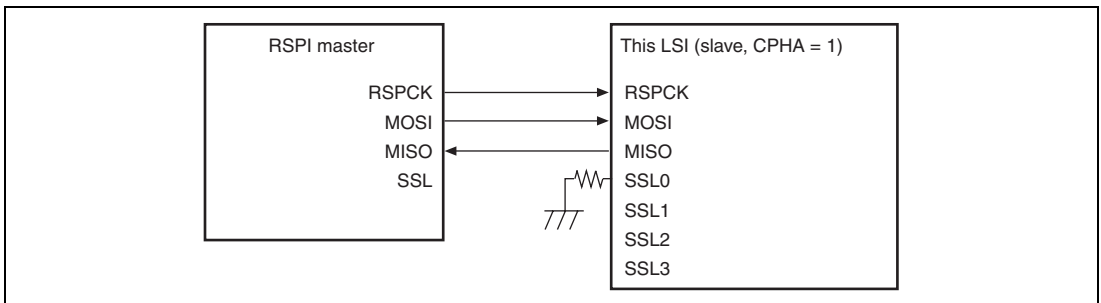 RSPI master
RSPCK
MOSI
MISO
SSL
This LSI (slave, CPHA = 1)
RSPCK
MOSI
MISO
SSL0
SSL1
SSL2
SSL3